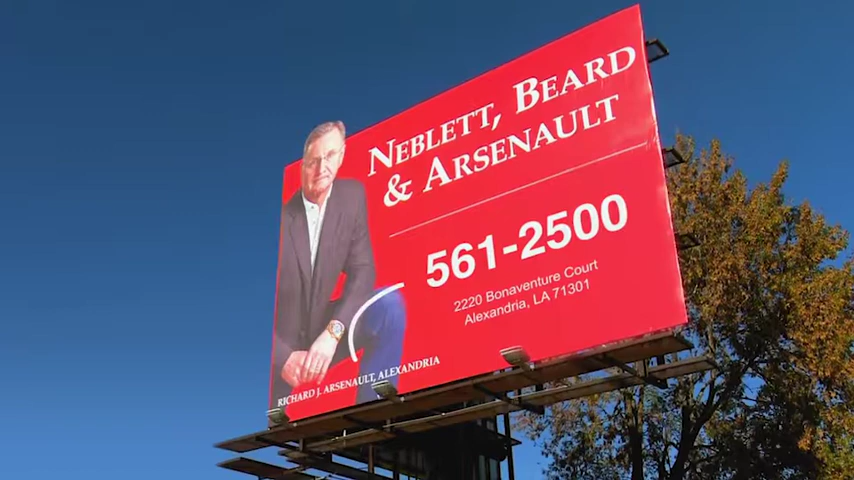 NEBLETT, BEARD
& ARSENAULT
561-2500
2220 Bonaventure Court
Alexandria, LA 71301
RICHARD J. ARSENAULT, ALEXANDRIA